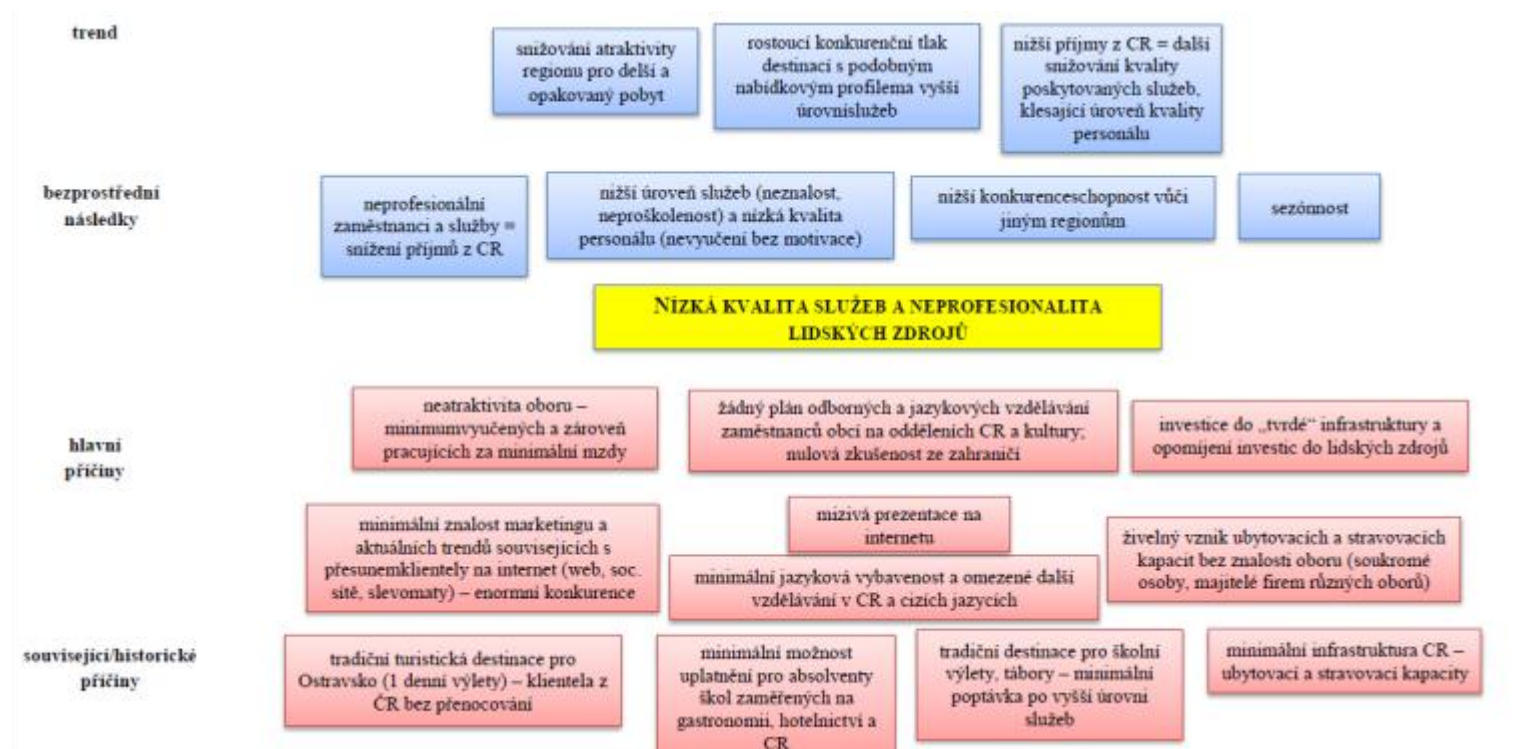 trend
snižování atraktivity
regionu pro delší a
opakovaný pobyt
rostoucí konkurenční tlak
destinací s podobným
nabídkovým profilema vyšší
úrovníslužeb
nižší příjmy z CR = další
snižování kvality
poskytovaných služeb,
klesající úroveň kvality
personálu
bezprostřední
následky
neprofesionální
zaměstnanci a služby =
snížení příjmů z CR
nižší úroveň služeb (neznalost,
neproškolenost) a nízká kvalita
personálu (nevyučení bez motivace)
nižší konkurenceschopnost vůči
jiným regionům
sezónnost
NÍZKÁ KVALITA SLUŽEB A NEPROFESIONALITA
LIDSKÝCH ZDROJŮ
hlavní
příčiny
neatraktivita oboru –
minimumvyučených a zároveň
pracujících za minimální mzdy
žádný plán odborných a jazykových vzdělávání
zaměstnanců obcí na odděleních CR a kultury;
nulová zkušenost ze zahraničí
investice do „tvrdé“ infrastruktury a
opomíjení investic do lidských zdrojů
minimální znalost marketingu a
aktuálních trendů souvisejících s
přesunemklientely na internet (web, soc.
sítě, slevomaty) – enormní konkurence
mizivá prezentace na
internetu
minimální jazyková vybavenost a omezené další
vzdělávání v CR a cizích jazycích
živelný vznik ubytovacích a stravovacích
kapacit bez znalosti oboru (soukromé
osoby, majitelé firem různých oborů)
související/historické
příčiny
tradiční turistická destinace pro
Ostravsko (1 denní výlety) – klientela z
ČR bez přenocování
minimální možnost
uplatnění pro absolventy
škol zaměřených na
gastronomii, hotelnictví a
CR
tradiční destinace pro školní
výlety, tábory – minimální
poptávka po vyšší úrovni
služeb
minimální infrastruktura CR –
ubytovací a stravovací kapacity